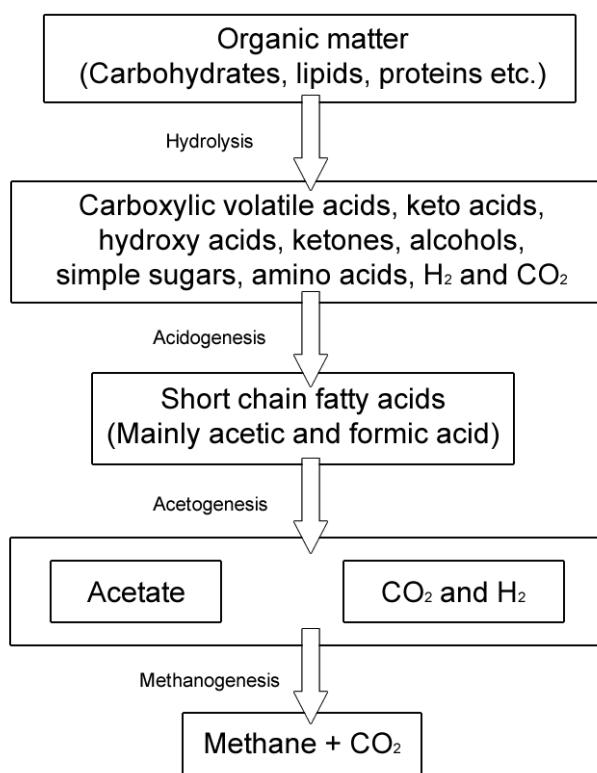 Organic matter
(Carbohydrates, lipids, proteins etc.)
Hydrolysis
Carboxylic volatile acids, keto acids,
hydroxy acids, ketones, alcohols,
simple sugars, amino acids, H₂ and CO₂
Acidogenesis
Short chain fatty acids
(Mainly acetic and formic acid)
Acetogenesis
Acetate
CO₂ and H₂
Methanogenesis
Methane + CO₂